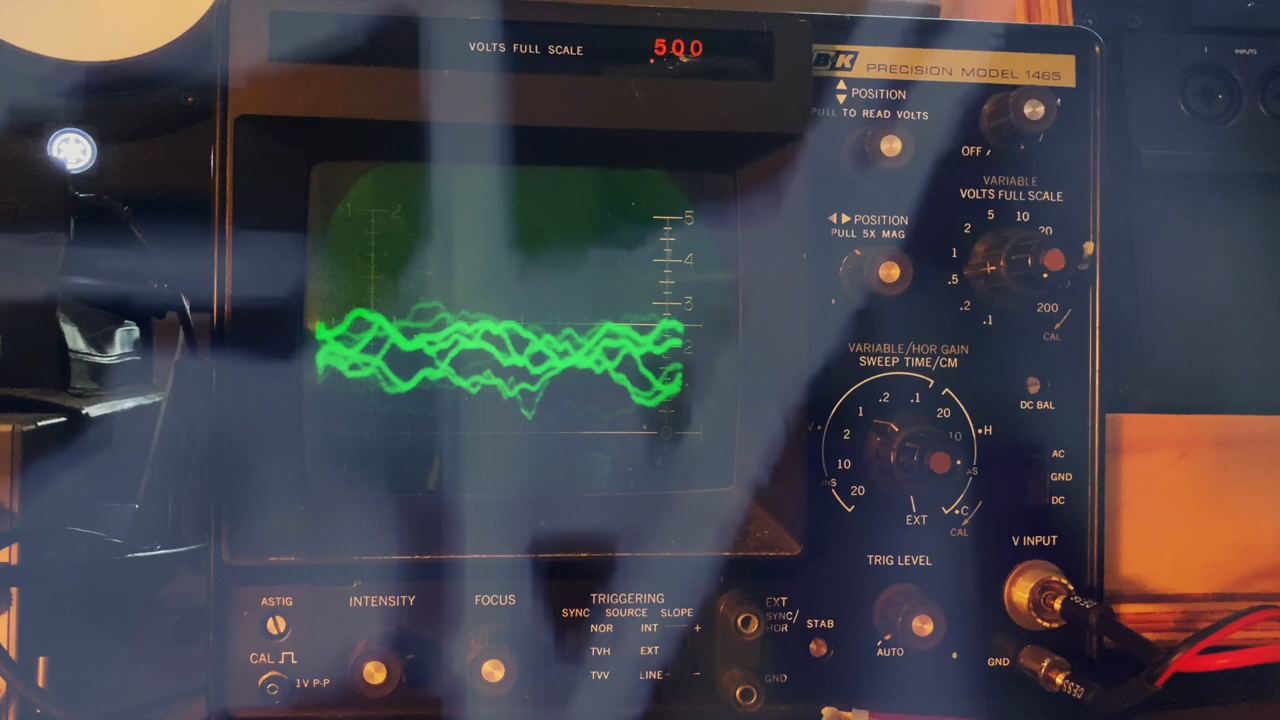 VOLTS FULL SCALE
500
B+K PRECISION MODEL 1465
POSITION
PULL TO READ VOLTS
OFF
VARIABLE
VOLTS FULL SCALE
5 10
2 20
1
.5
.2 200
.1
CAL
POSITION
PULL 5X MAG
1 2
5
4
3
2
0
VARIABLE/HOR GAIN
SWEEP TIME/CM
.2 .1
1 20
2 10
H
10
mS
20
µS
C
EXT
CAL
DC BAL
AC
GND
DC
V INPUT
TRIG LEVEL
AUTO
STAB
GND
ASTIG
INTENSITY
FOCUS
TRIGGERING
SYNC SOURCE SLOPE
NOR INT +
TVH EXT
TVV LINE -
EXT
SYNC/
HOR
GND
CAL
1V P-P
1 INPUTS